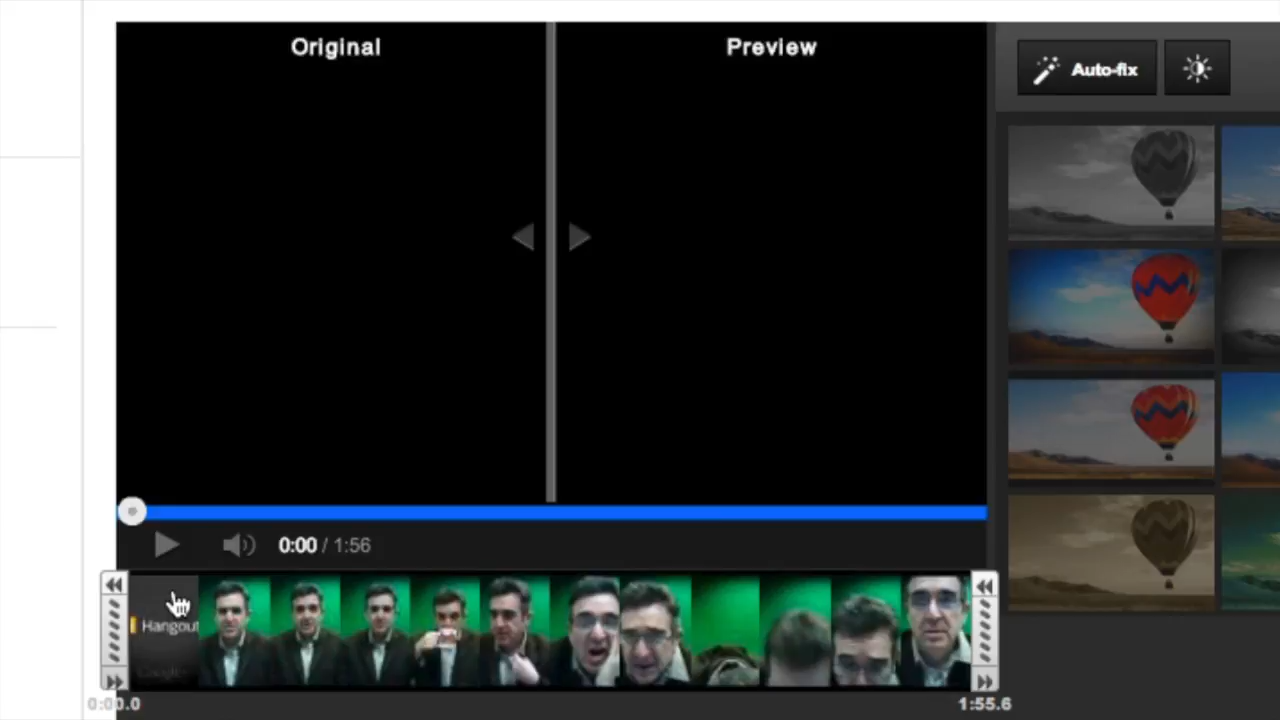 Original
Preview
Auto-fix
0:00 / 1:56
Hangout
0:00.0
1:55.6